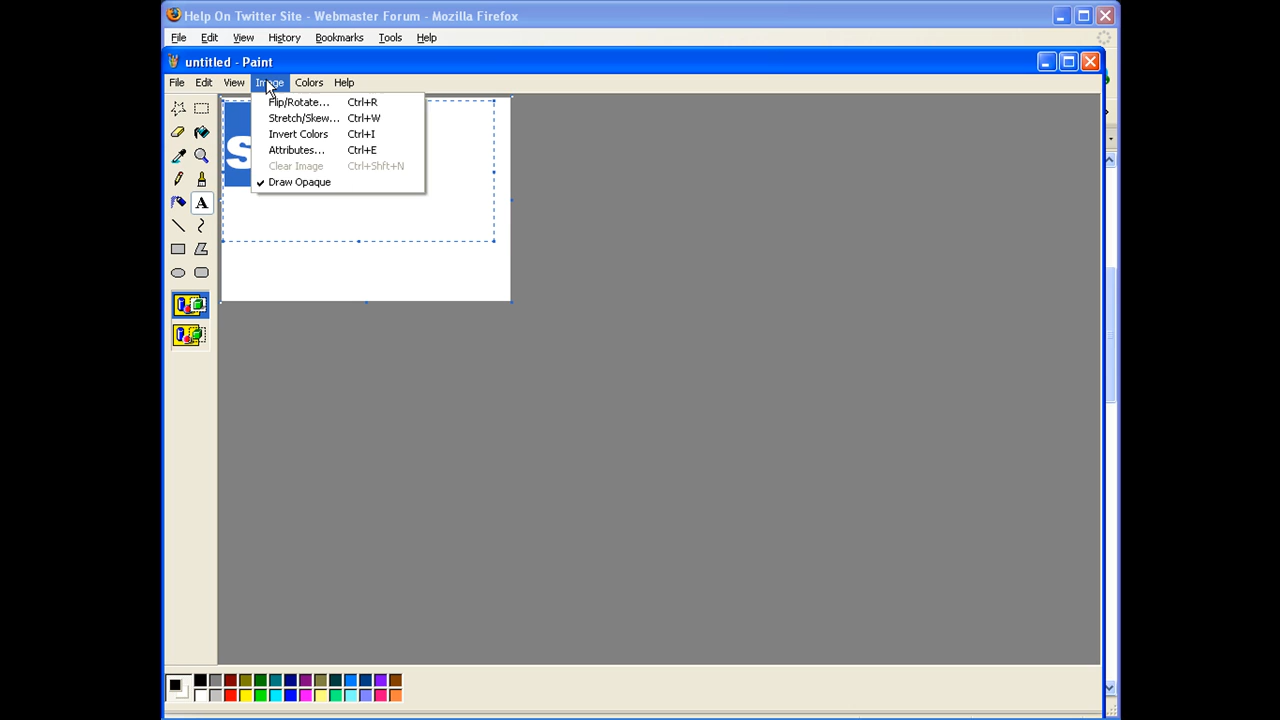 Help On Twitter Site - Webmaster Forum - Mozilla Firefox
File Edit View History Bookmarks Tools Help
untitled - Paint
File Edit View Image Colors Help
Flip/Rotate... Ctrl+R
Stretch/Skew... Ctrl+W
Invert Colors Ctrl+I
Attributes... Ctrl+E
Clear Image Ctrl+Shft+N
Draw Opaque
S
A